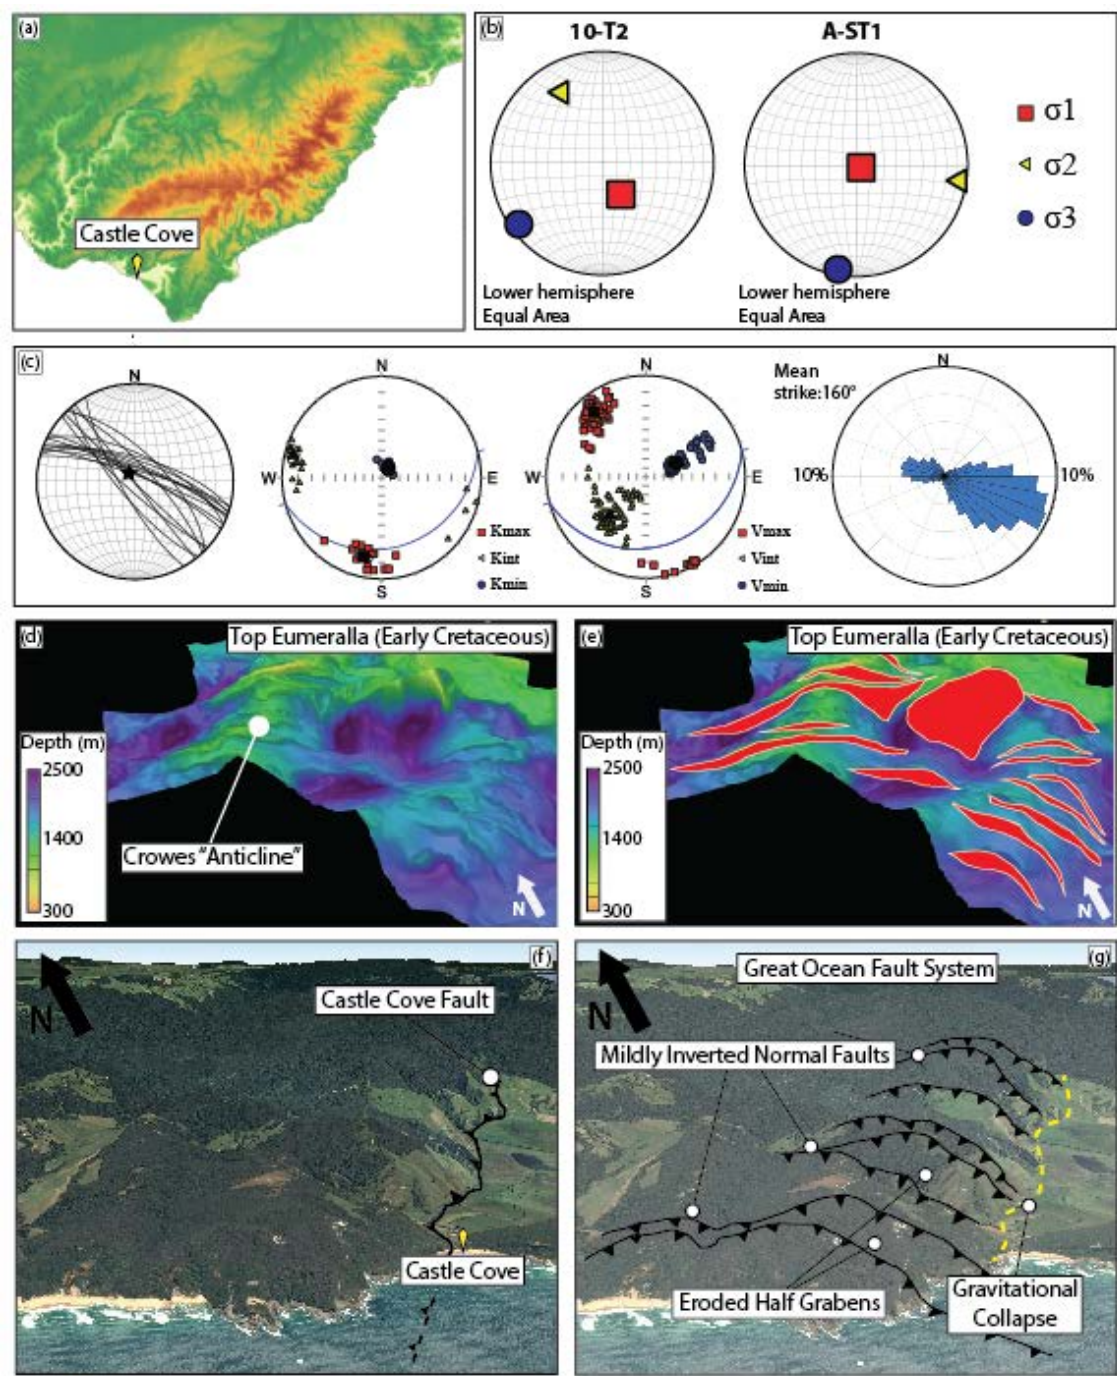 (a)
Castle Cove
(b)
10-T2
A-ST1
σ1
σ2
σ3
Lower hemisphere
Equal Area
Lower hemisphere
Equal Area
(c)
N
N
W
E
S
Kmax
Kint
Kmin
N
W
E
S
Vmax
Vint
Vmin
Mean
strike:160°
N
10%
10%
(d)
Top Eumeralla (Early Cretaceous)
Depth (m)
2500
1400
300
Crowes "Anticline"
N
(e)
Top Eumeralla (Early Cretaceous)
Depth (m)
2500
1400
300
N
(f)
N
Castle Cove Fault
Castle Cove
(g)
N
Great Ocean Fault System
Mildly Inverted Normal Faults
Eroded Half Grabens
Gravitational
Collapse